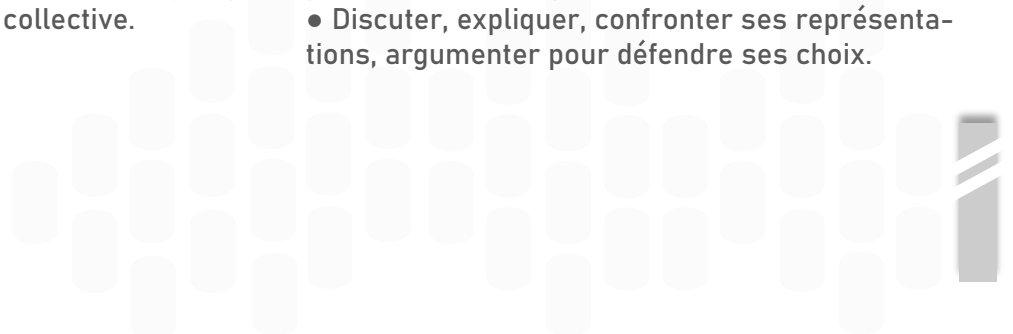 collective.
● Discuter, expliquer, confronter ses représenta-
tions, argumenter pour défendre ses choix.